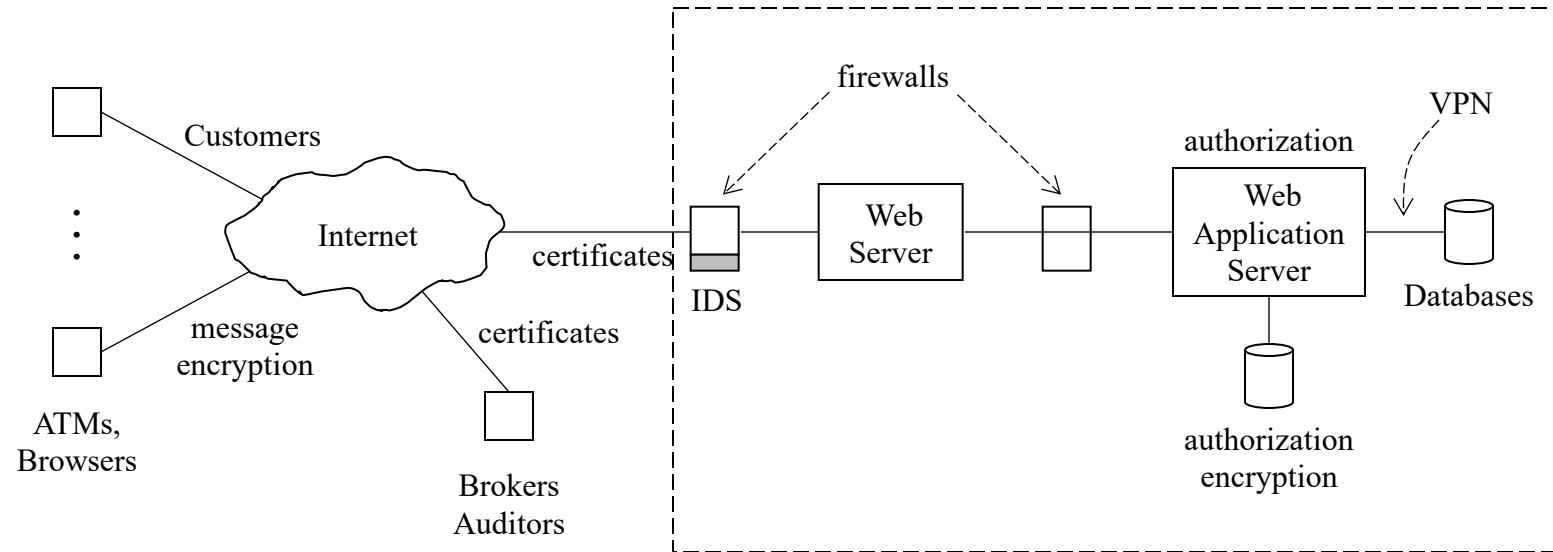 firewalls
VPN
Customers
authorization
Internet
certificates
IDS
Web
Server
Web
Application
Server
Databases
message
encryption
certificates
ATMs,
Browsers
Brokers
Auditors
authorization
encryption